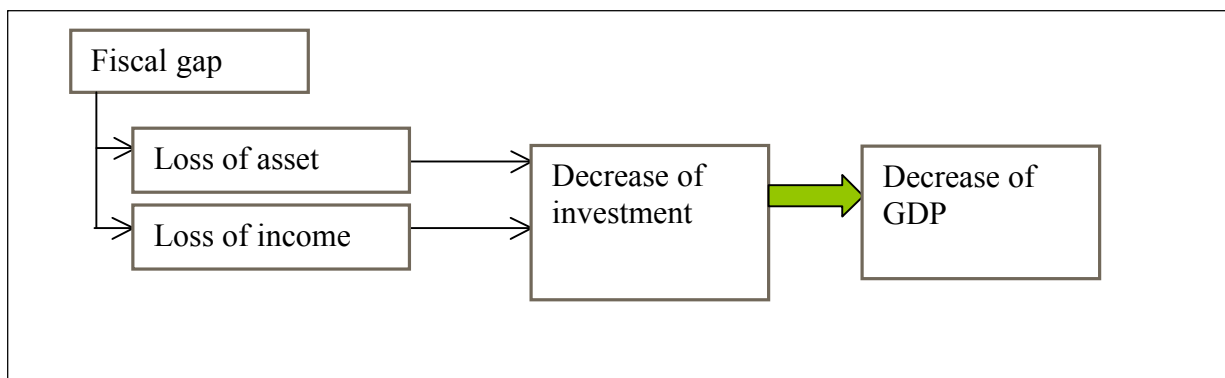 Fiscal gap
Loss of asset
Loss of income
Decrease of
investment
Decrease of
GDP